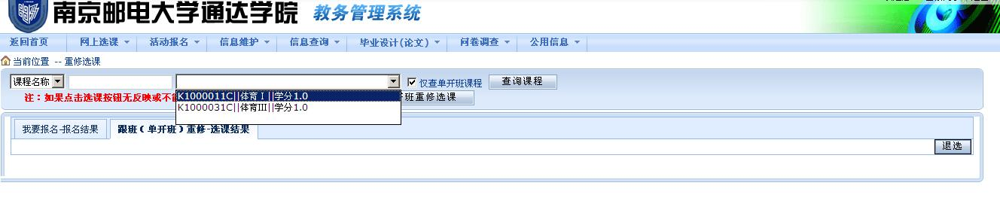 南京邮电大学通达学院 教务管理系统
返回首页 网上选课 活动报名 信息维护 信息查询 毕业设计(论文) 问卷调查 公用信息
当前位置 -- 重修选课
课程名称 仅查单开班课程 查询课程
注：如果点击选课按钮无反映或不 班重修选课
K1000011C||体育Ⅰ||学分1.0
K1000031C||体育III||学分1.0
我要报名-报名结果 跟班（单开班）重修-选课结果
退选